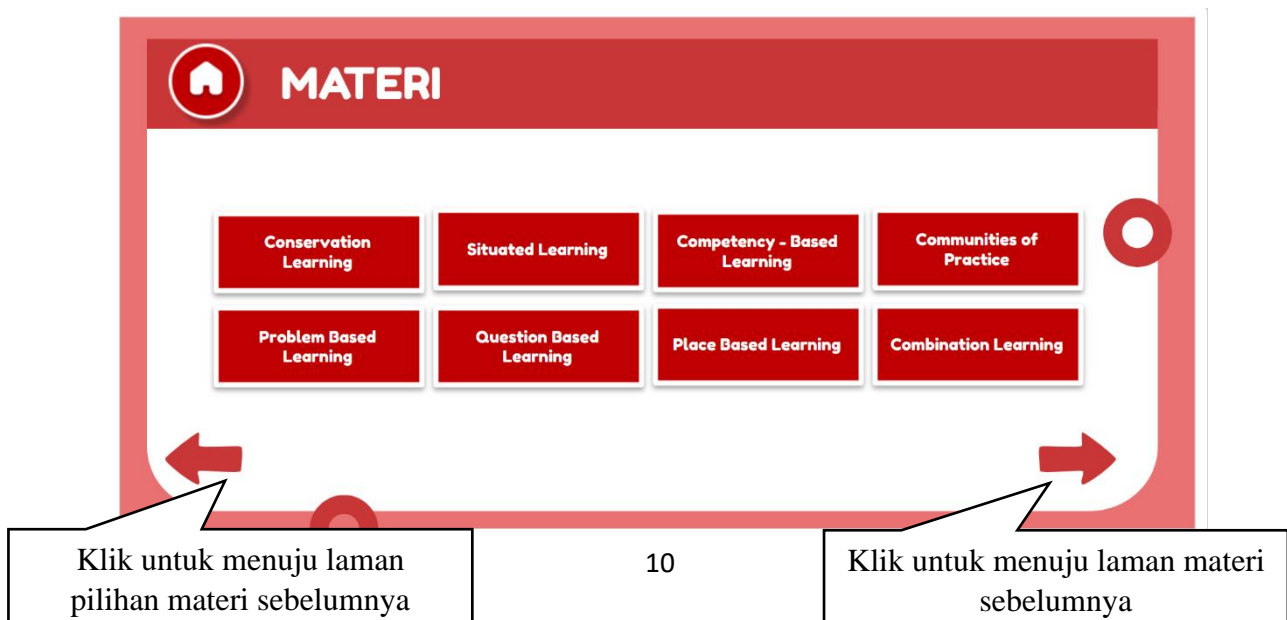 MATERI
Conservation
Learning
Situated Learning
Competency - Based
Learning
Communities of
Practice
Problem Based
Learning
Question Based
Learning
Place Based Learning
Combination Learning
Klik untuk menuju laman
pilihan materi sebelumnya
10
Klik untuk menuju laman materi
sebelumnya